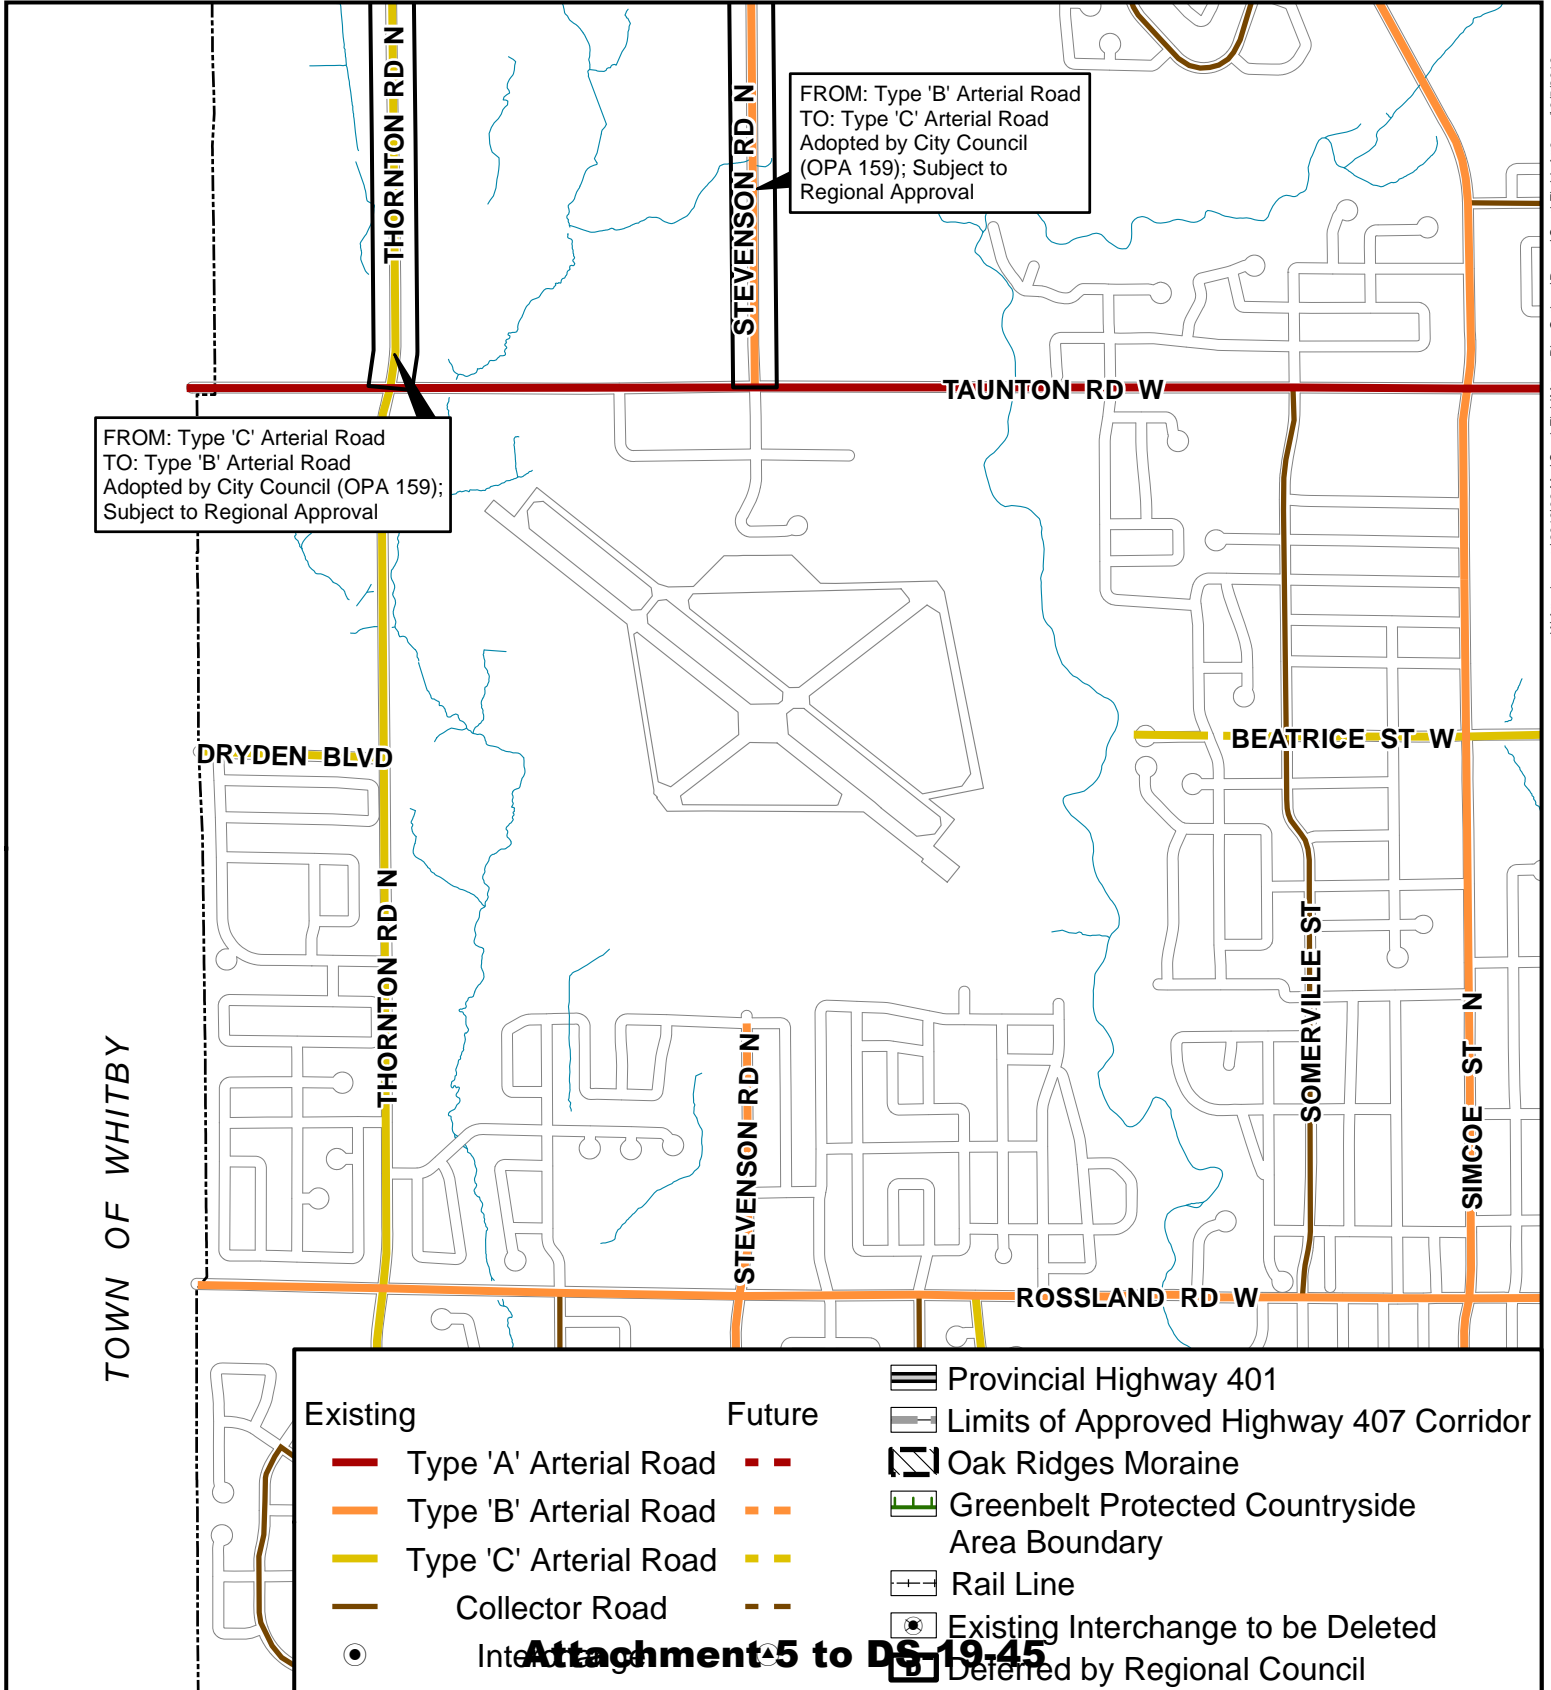 THORNTON RD N
STEVENSON RD N
FROM: Type 'B' Arterial Road
TO: Type 'C' Arterial Road
Adopted by City Council
(OPA 159); Subject to
Regional Approval
TAUNTON RD W
FROM: Type 'C' Arterial Road
TO: Type 'B' Arterial Road
Adopted by City Council (OPA 159);
Subject to Regional Approval
DRYDEN BLVD
BEATRICE ST W
THORNTON RD N
SOMERVILLE ST
SIMCOE ST N
STEVENSON RD N
TOWN OF WHITBY
ROSSLAND RD W
Existing
Future
Type 'A' Arterial Road
Type 'B' Arterial Road
Type 'C' Arterial Road
Collector Road
Interchange
Provincial Highway 401
Limits of Approved Highway 407 Corridor
Oak Ridges Moraine
Greenbelt Protected Countryside
Area Boundary
Rail Line
Existing Interchange to be Deleted
D Deferred by Regional Council
Attachment 5 to DS-19-45